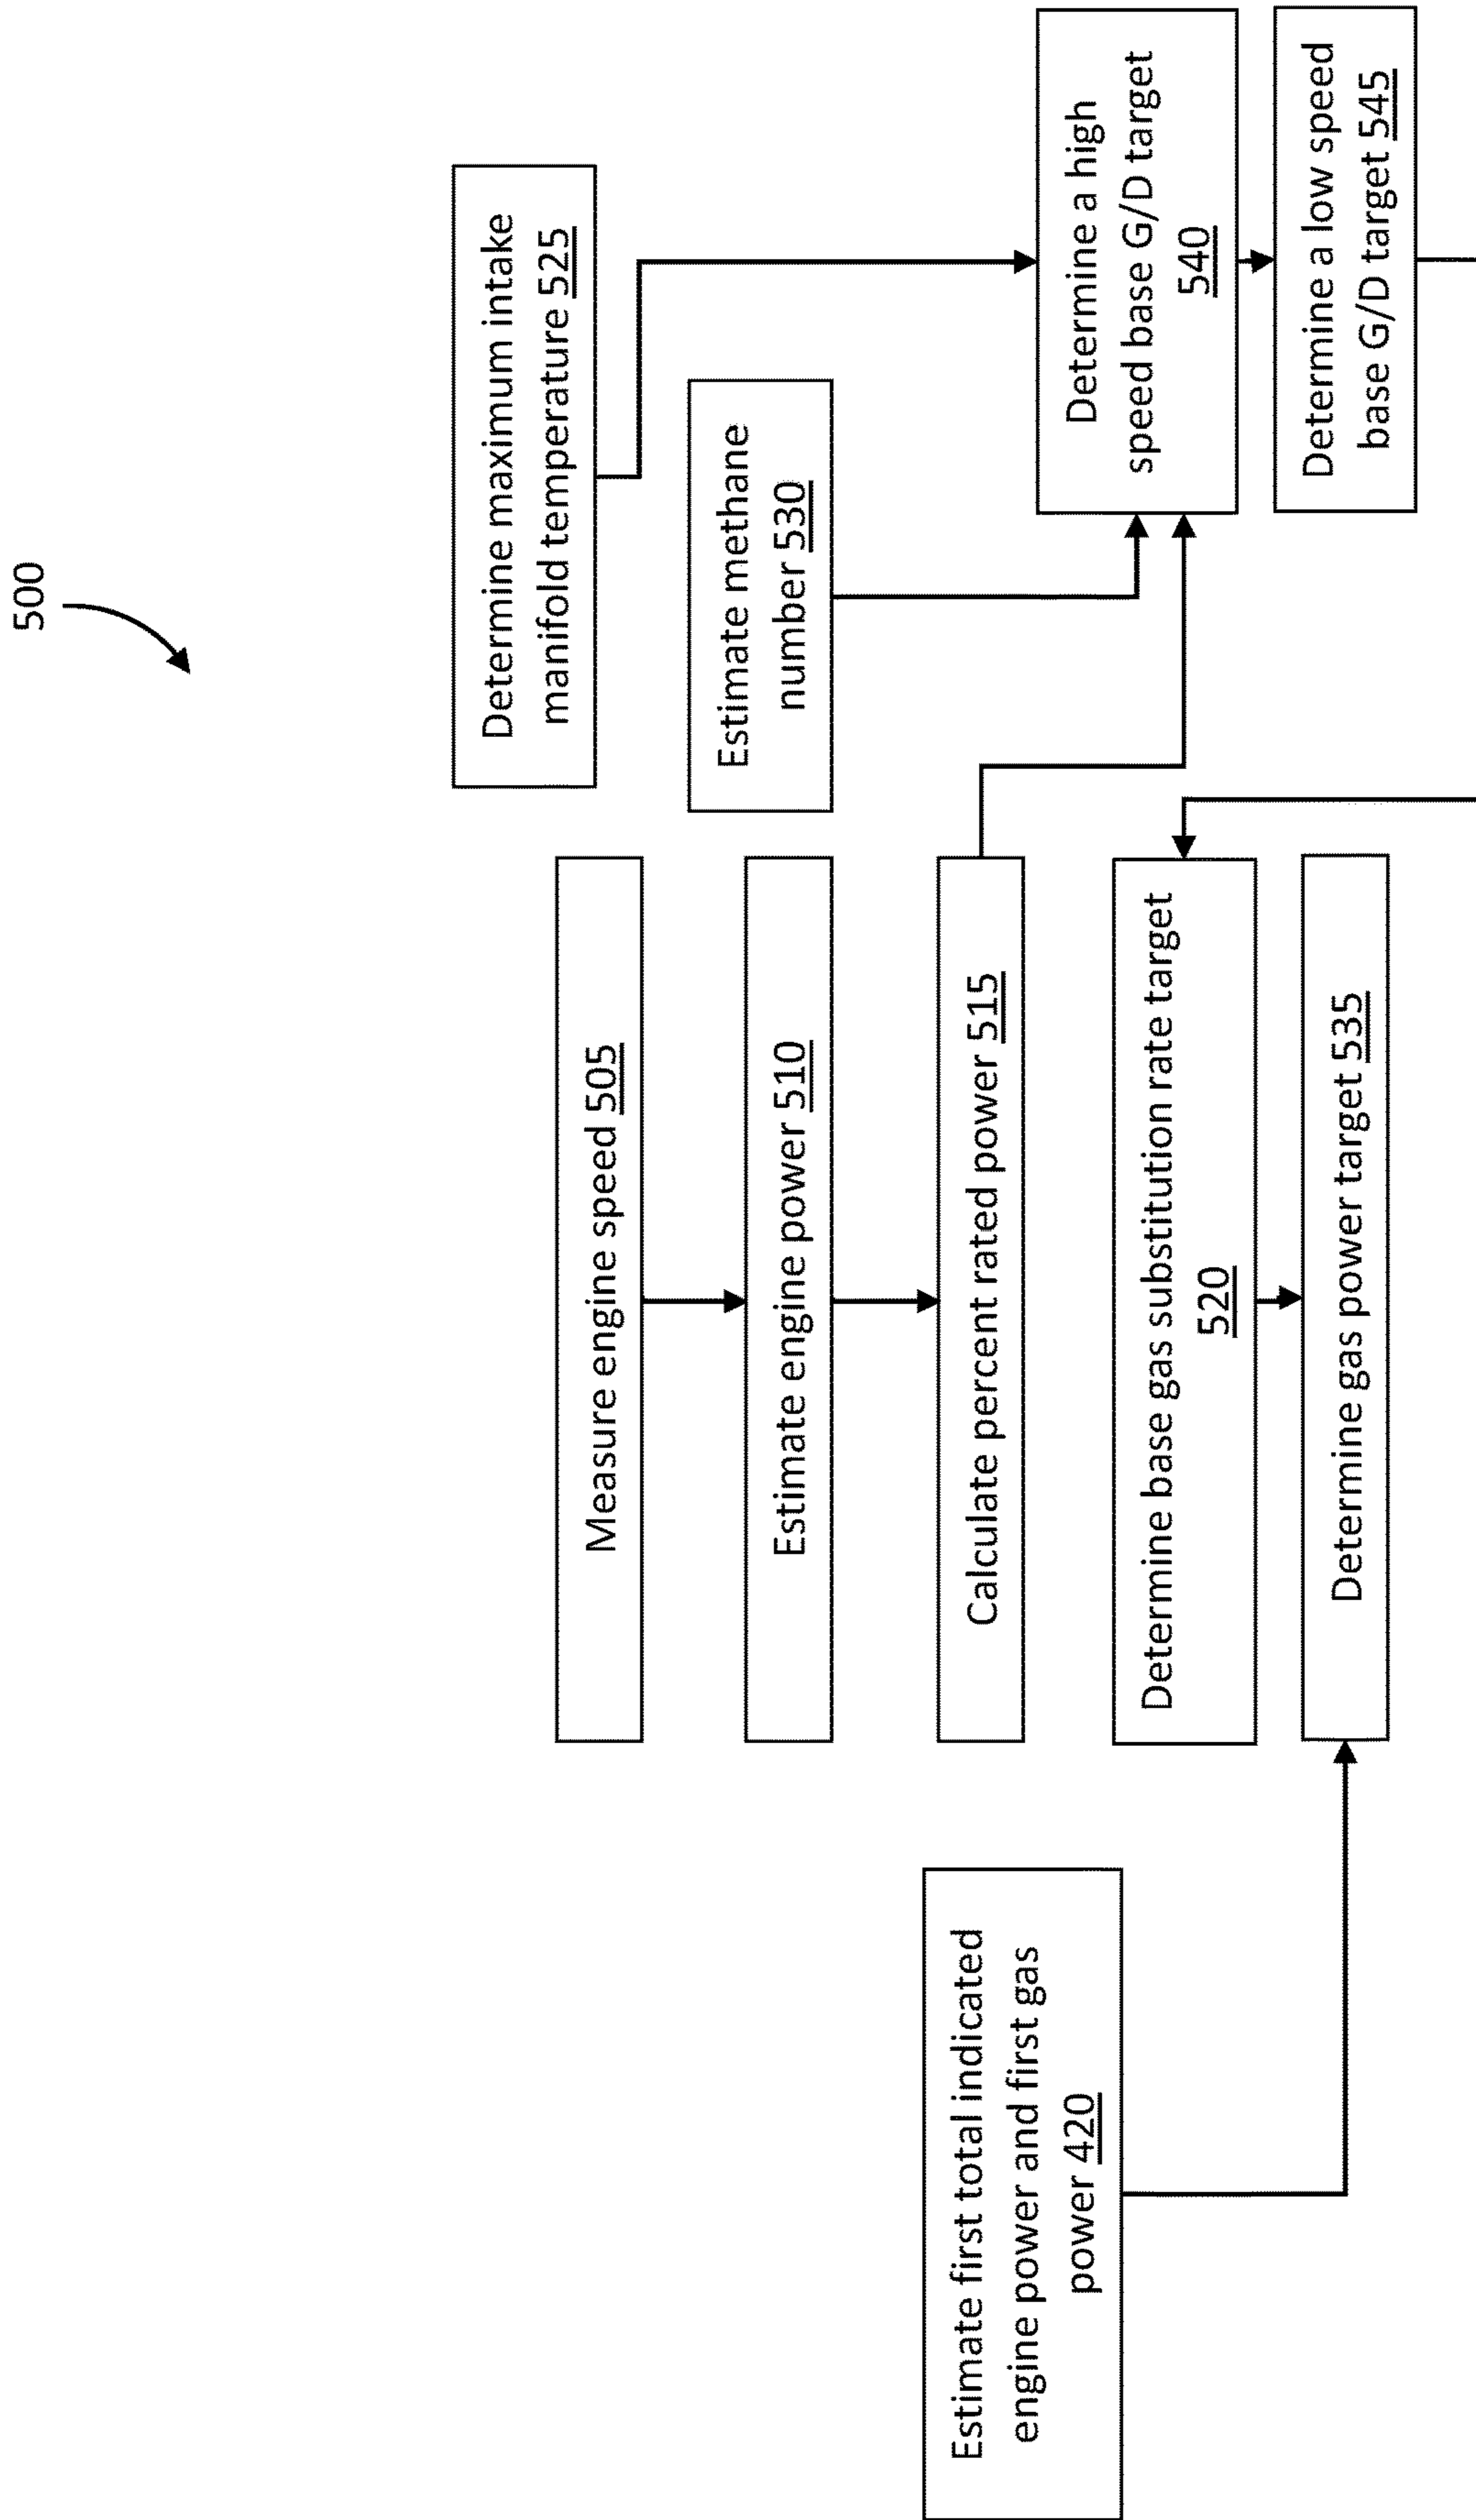 500
Measure engine speed 505
Estimate engine power 510
Calculate percent rated power 515
Determine base gas substitution rate target
520
Determine gas power target 535
Estimate first total indicated
engine power and first gas
power 420
Determine maximum intake
manifold temperature 525
Estimate methane
number 530
Determine a high
speed base G/D target
540
Determine a low speed
base G/D target 545